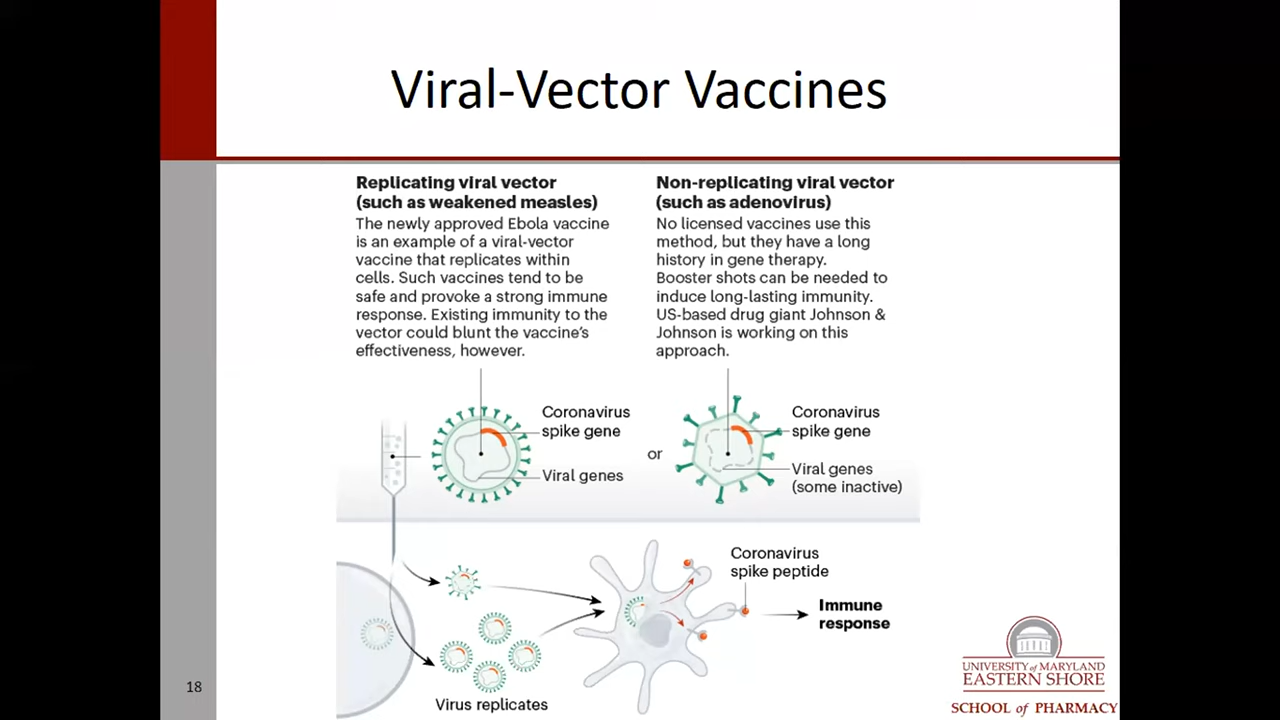 Viral-Vector Vaccines
Replicating viral vector
(such as weakened measles)
The newly approved Ebola vaccine
is an example of a viral-vector
vaccine that replicates within
cells. Such vaccines tend to be
safe and provoke a strong immune
response. Existing immunity to the
vector could blunt the vaccine’s
effectiveness, however.
Non-replicating viral vector
(such as adenovirus)
No licensed vaccines use this
method, but they have a long
history in gene therapy.
Booster shots can be needed to
induce long-lasting immunity.
US-based drug giant Johnson &
Johnson is working on this
approach.
Coronavirus
spike gene
Viral genes
or
Coronavirus
spike gene
Viral genes
(some inactive)
Coronavirus
spike peptide
Immune
response
Virus replicates
18
UNIVERSITY of MARYLAND
EASTERN SHORE
SCHOOL of PHARMACY